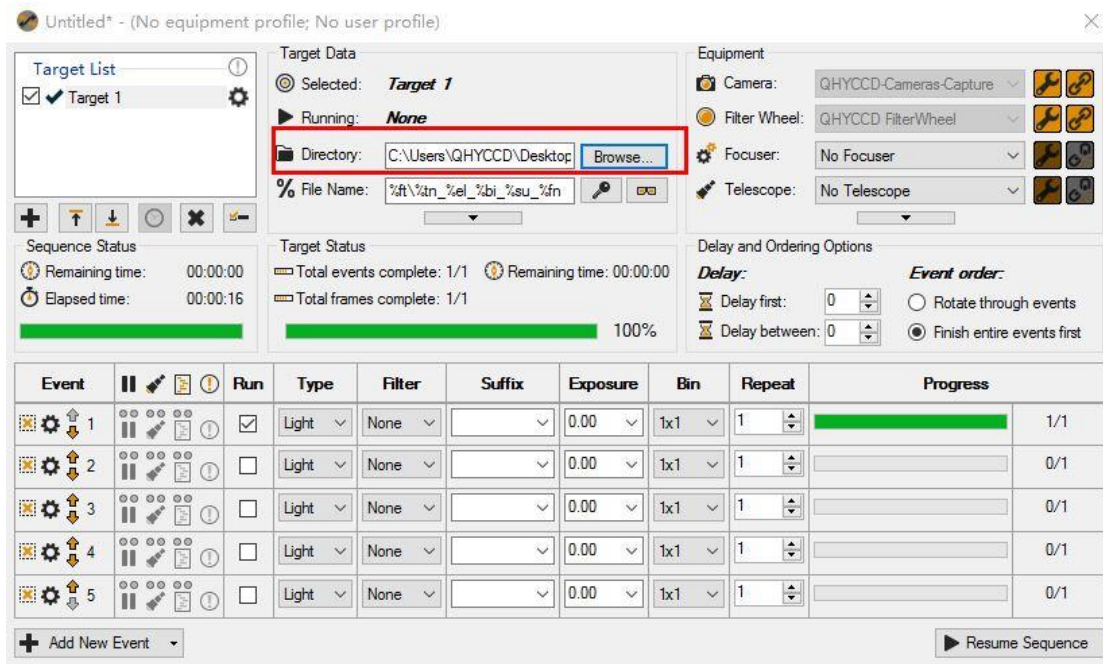 Untitled* - (No equipment profile; No user profile)
Target List
Target 1
Target Data
Selected: Target 1
Running: None
Directory: C:\Users\QHYCCD\Desktop Browse...
% File Name: %ft\%tn_%el_%bi_%su_%fn
Equipment
Camera: QHYCCD-Cameras-Capture
Filter Wheel: QHYCCD FilterWheel
Focuser: No Focuser
Telescope: No Telescope
Sequence Status
Remaining time: 00:00:00
Elapsed time: 00:00:16
Target Status
Total events complete: 1/1 Remaining time: 00:00:00
Total frames complete: 1/1
100%
Delay and Ordering Options
Delay: Event order:
Delay first: 0 Rotate through events
Delay between: 0 Finish entire events first
Event Run Type Filter Suffix Exposure Bin Repeat Progress
1 Light None 0.00 1x1 1 1/1
2 Light None 0.00 1x1 1 0/1
3 Light None 0.00 1x1 1 0/1
4 Light None 0.00 1x1 1 0/1
5 Light None 0.00 1x1 1 0/1
Add New Event Resume Sequence